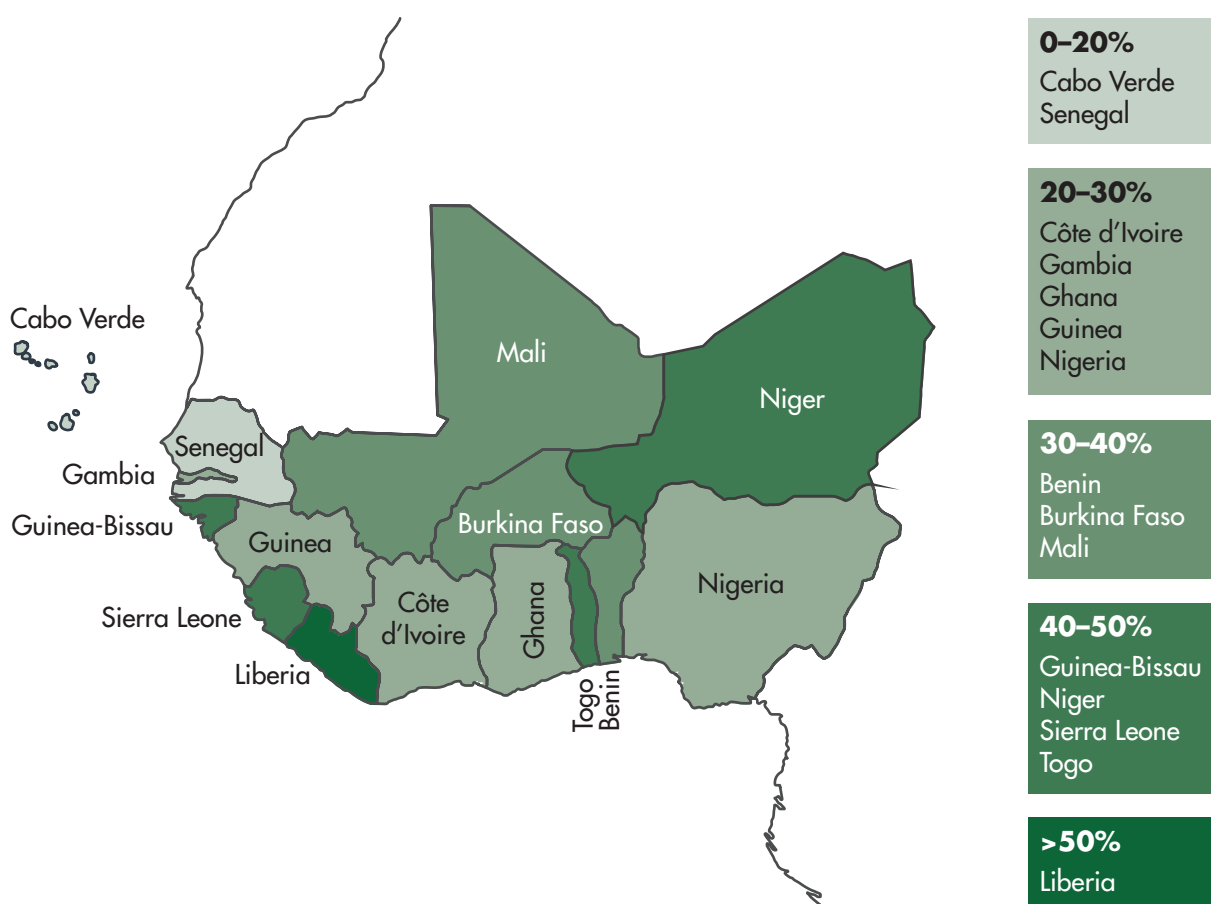 Cabo Verde
Mali
Niger
Senegal
Gambia
Guinea-Bissau
Burkina Faso
Guinea
Nigeria
Sierra Leone
Côte
d’Ivoire
Ghana
Liberia
Togo
Benin
0–20%
Cabo Verde
Senegal
20–30%
Côte d’Ivoire
Gambia
Ghana
Guinea
Nigeria
30–40%
Benin
Burkina Faso
Mali
40–50%
Guinea-Bissau
Niger
Sierra Leone
Togo
>50%
Liberia